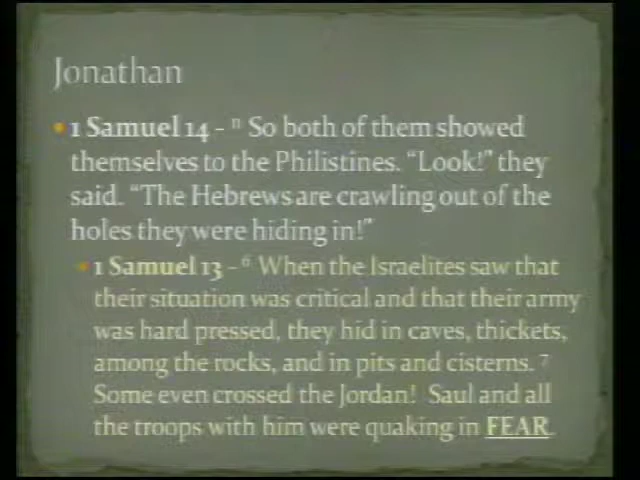 Jonathan
1 Samuel 14 - 11 So both of them showed
themselves to the Philistines. “Look!” they
said. “The Hebrews are crawling out of the
holes they were hiding in!”
1 Samuel 13 - 6 When the Israelites saw that
their situation was critical and that their army
was hard pressed, they hid in caves, thickets,
among the rocks, and in pits and cisterns. 7
Some even crossed the Jordan! Saul and all
the troops with him were quaking in FEAR.